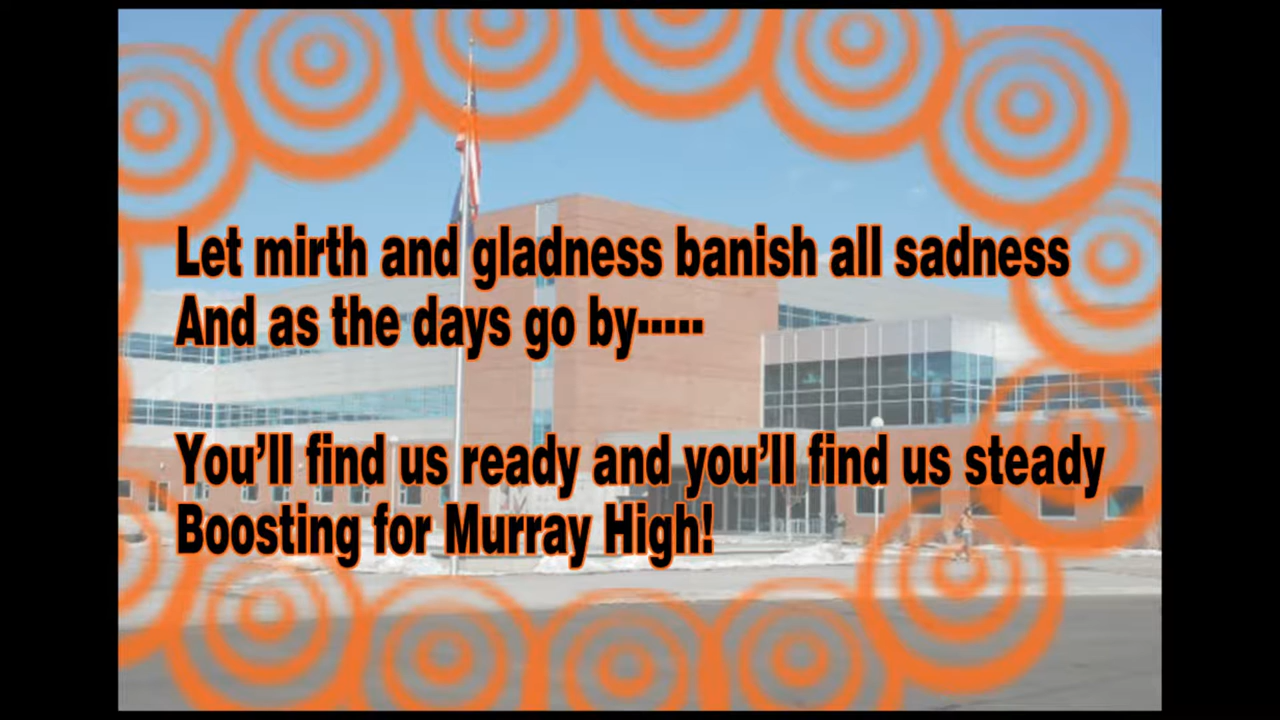 Let mirth and gladness banish all sadness
And as the days go by-----
You’ll find us ready and you’ll find us steady
Boosting for Murray High!